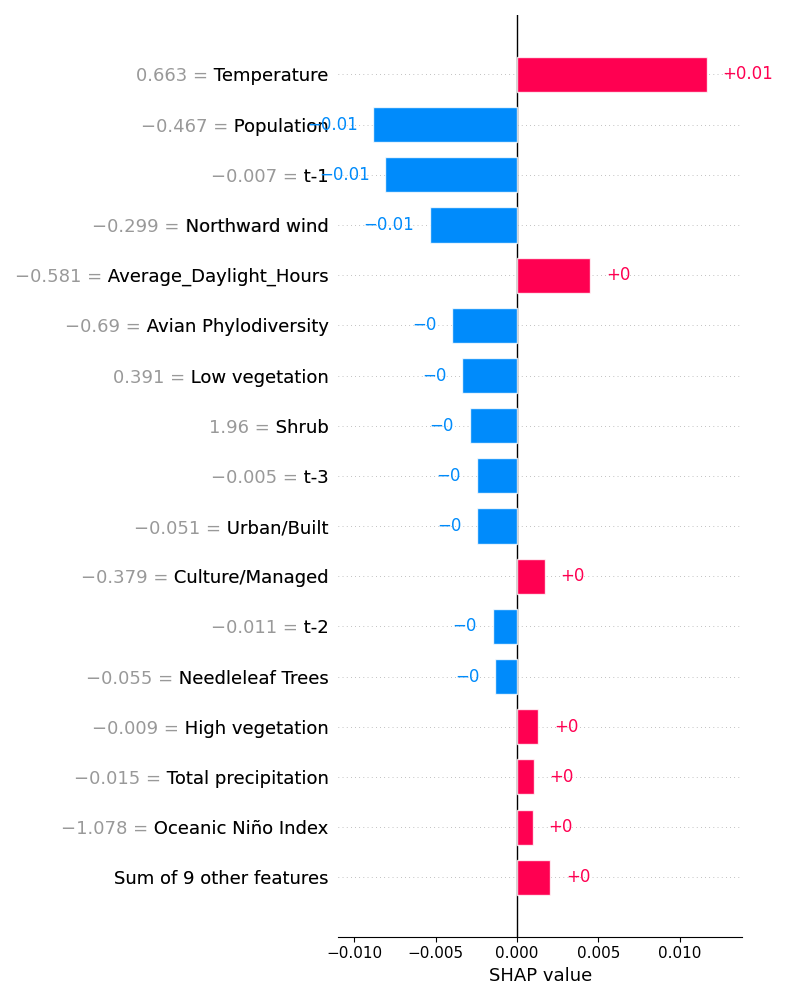 0.663 = Temperature +0.01
−0.467 = Population −0.01
−0.007 = t-1 −0.01
−0.299 = Northward wind −0.01
−0.581 = Average_Daylight_Hours +0
−0.69 = Avian Phylodiversity −0
0.391 = Low vegetation −0
1.96 = Shrub −0
−0.005 = t-3 −0
−0.051 = Urban/Built −0
−0.379 = Culture/Managed +0
−0.011 = t-2 −0
−0.055 = Needleleaf Trees −0
−0.009 = High vegetation +0
−0.015 = Total precipitation +0
−1.078 = Oceanic Niño Index +0
Sum of 9 other features +0
−0.010 −0.005 0.000 0.005 0.010
SHAP value